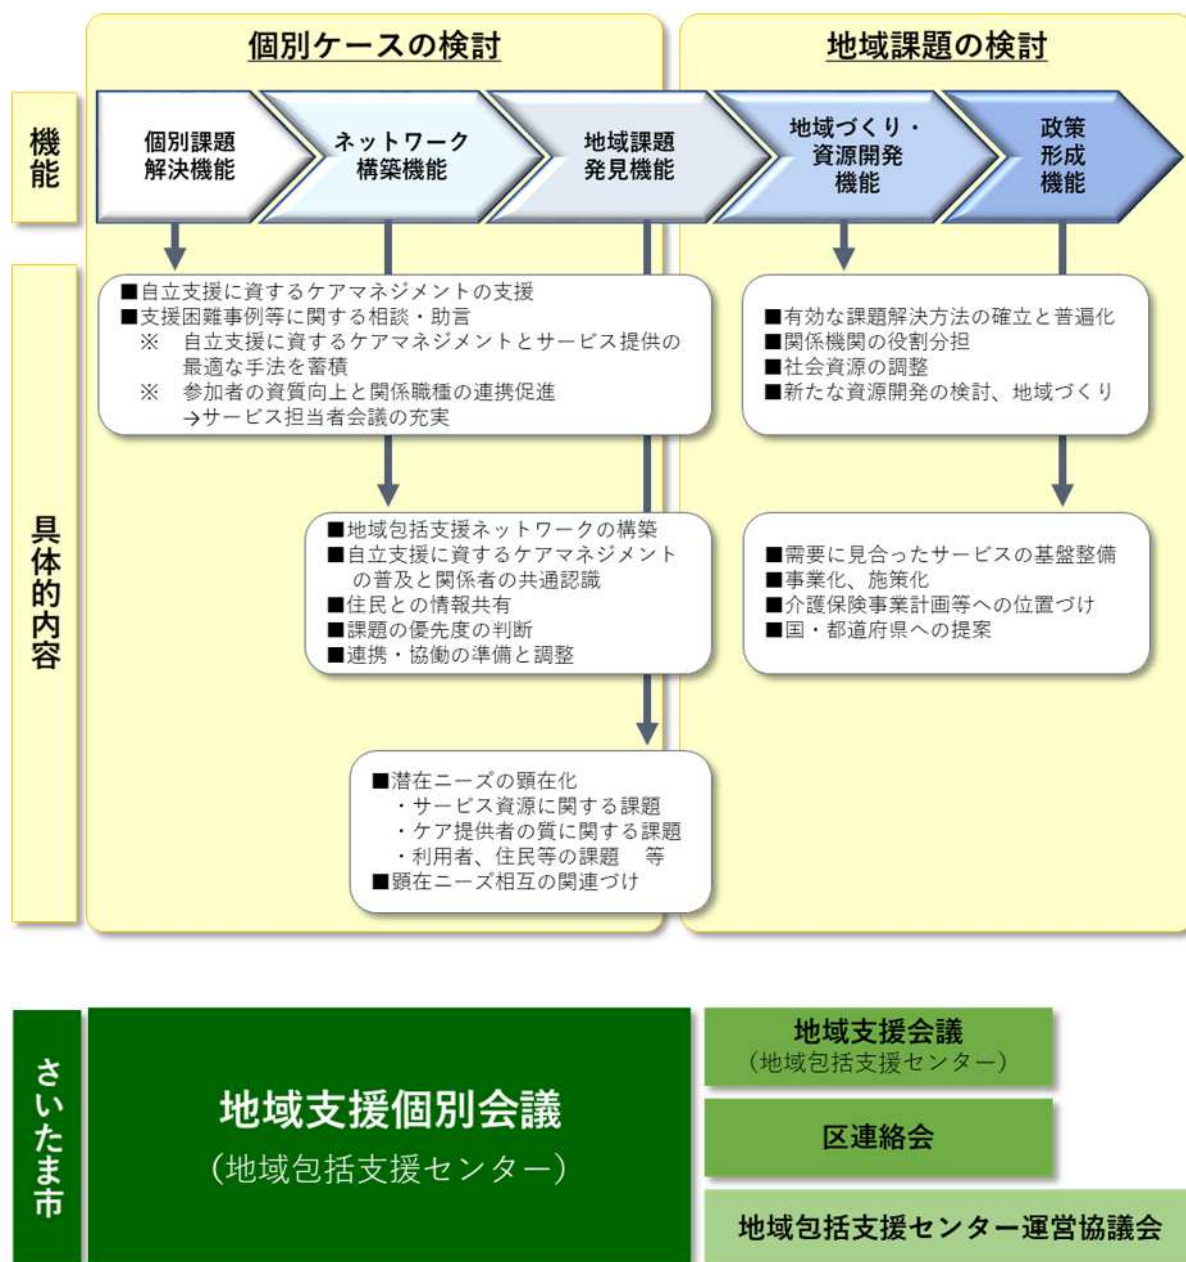 個別ケースの検討
地域課題の検討
機能
個別課題
解決機能
ネットワーク
構築機能
地域課題
発見機能
地域づくり・
資源開発
機能
政策
形成
機能
具体的内容
■自立支援に資するケアマネジメントの支援
■支援困難事例等に関する相談・助言
※ 自立支援に資するケアマネジメントとサービス提供の
最適な手法を蓄積
※ 参加者の資質向上と関係職種の連携促進
→サービス担当者会議の充実
■地域包括支援ネットワークの構築
■自立支援に資するケアマネジメント
の普及と関係者の共通認識
■住民との情報共有
■課題の優先度の判断
■連携・協働の準備と調整
■潜在ニーズの顕在化
・サービス資源に関する課題
・ケア提供者の質に関する課題
・利用者、住民等の課題 等
■顕在ニーズ相互の関連づけ
■有効な課題解決方法の確立と普遍化
■関係機関の役割分担
■社会資源の調整
■新たな資源開発の検討、地域づくり
■需要に見合ったサービスの基盤整備
■事業化、施策化
■介護保険事業計画等への位置づけ
■国・都道府県への提案
さいたま市
地域支援個別会議
（地域包括支援センター）
地域支援会議
（地域包括支援センター）
区連絡会
地域包括支援センター運営協議会